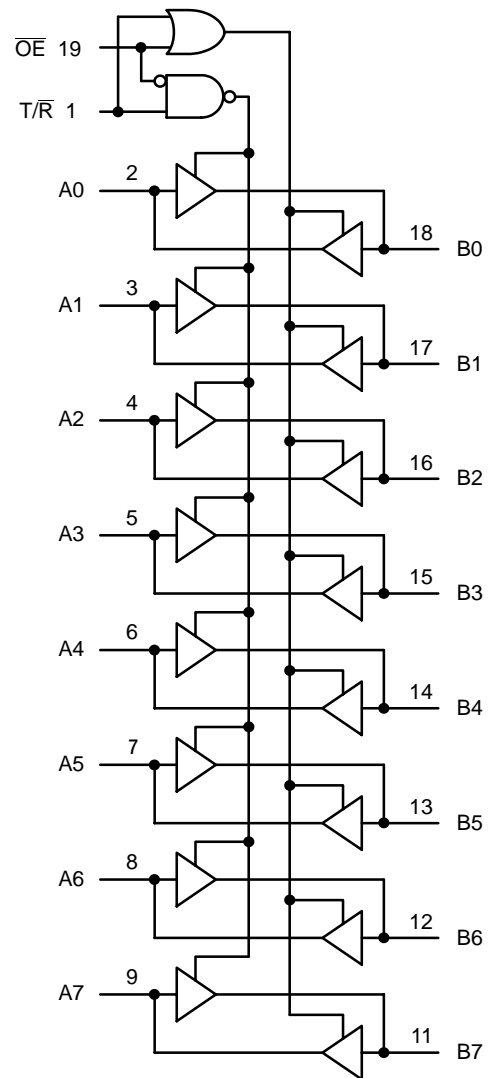 O̅E̅ 19
T/R̅ 1
A0 2
18 B0
A1 3
17 B1
A2 4
16 B2
A3 5
15 B3
A4 6
14 B4
A5 7
13 B5
A6 8
12 B6
A7 9
11 B7